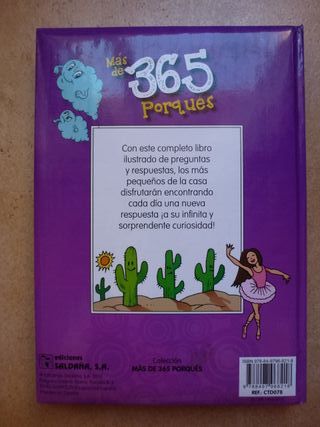 Más
de 365
Porqués
Con este completo libro
ilustrado de preguntas
y respuestas, los más
pequeños de la casa
disfrutarán encontrando
cada día una nueva
respuesta ¡a su infinita y
sorprendente curiosidad!
ediciones
SALDAÑA, S.A.
Colección
MÁS DE 365 PORQUÉS
REF.: CTD078